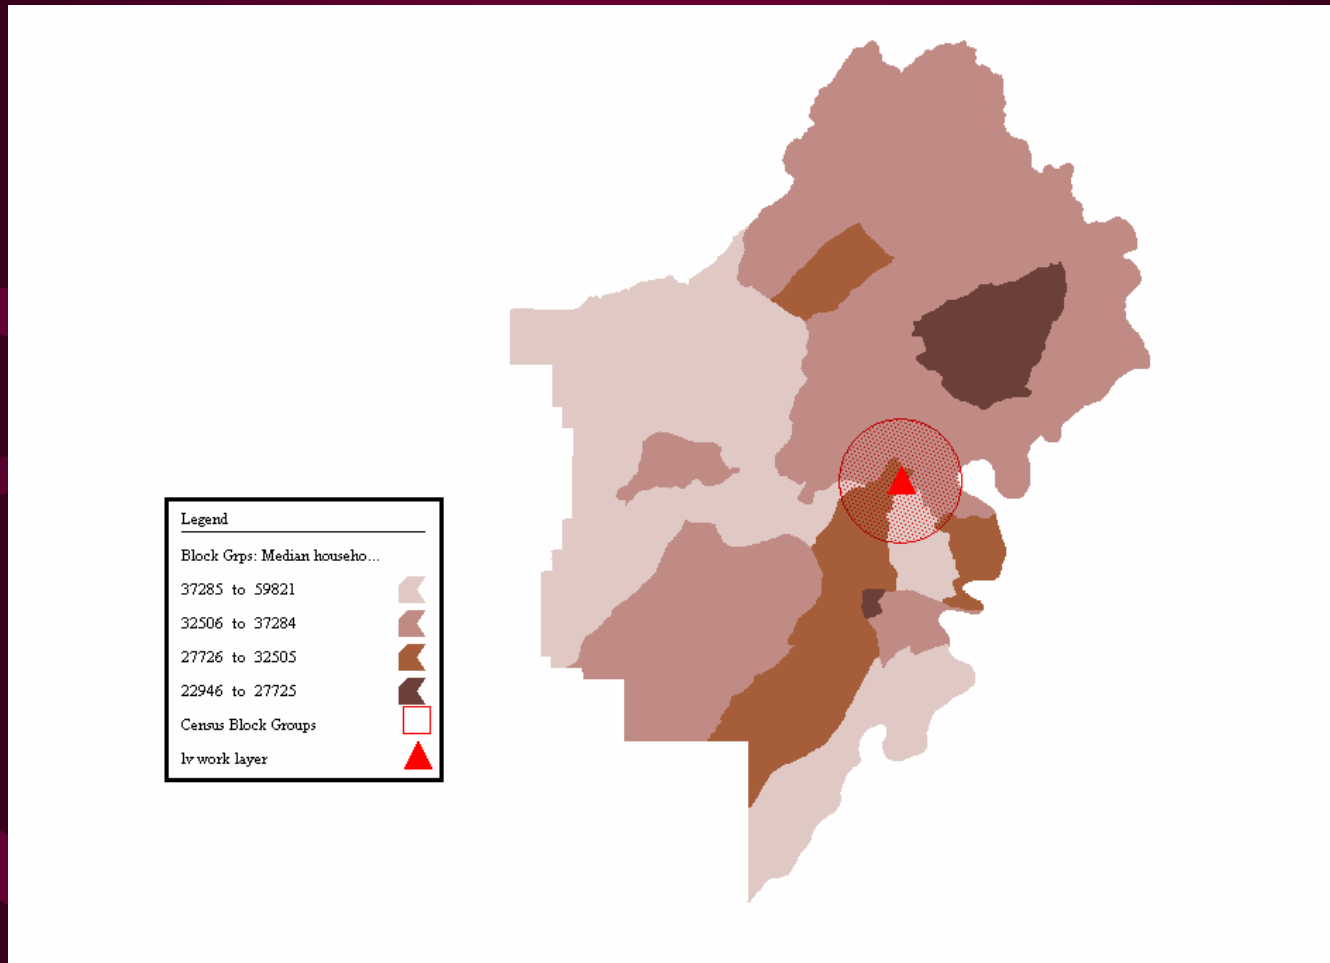 Legend
Block Grps: Median househo...
37285 to 59821
32506 to 37284
27726 to 32505
22946 to 27725
Census Block Groups
lv work layer